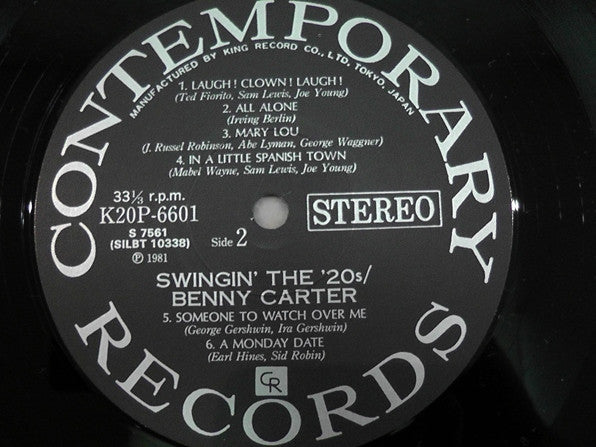 CONTEMPORARY
MANUFACTURED BY KING RECORD CO., LTD, TOKYO, JAPAN
1. LAUGH! CLOWN! LAUGH!
(Ted Fiorito, Sam Lewis, Joe Young)
2. ALL ALONE
(Irving Berlin)
3. MARY LOU
(J. Russel Robinson, Abe Lyman, George Waggner)
4. IN A LITTLE SPANISH TOWN
(Mabel Wayne, Sam Lewis, Joe Young)
33⅓ r.p.m.
K20P-6601
STEREO
S 7561
(SILBT 10338)
Side 2
℗ 1981
SWINGIN' THE '20s/
BENNY CARTER
5. SOMEONE TO WATCH OVER ME
(George Gershwin, Ira Gershwin)
6. A MONDAY DATE
(Earl Hines, Sid Robin)
CR
RECORDS